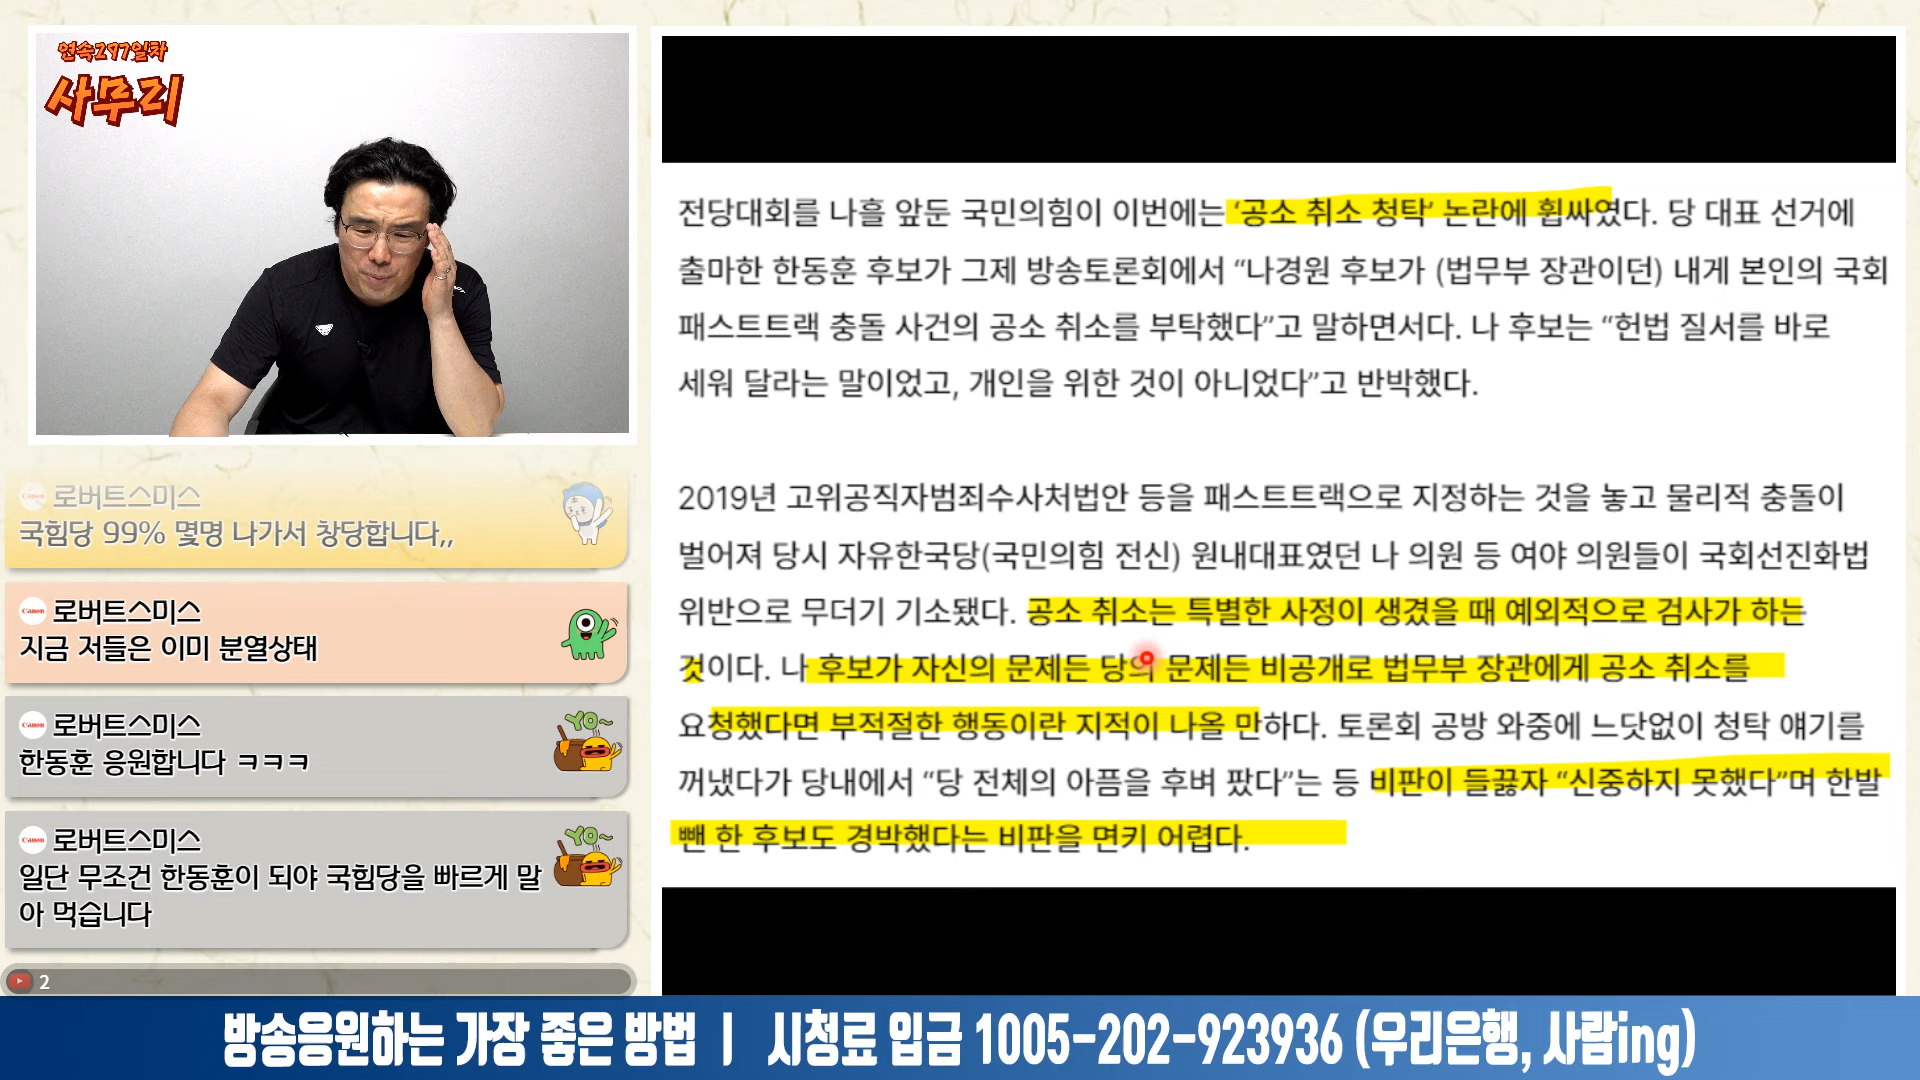 연속297일차
사무리
전당대회를 나흘 앞둔 국민의힘이 이번에는 ‘공소 취소 청탁’ 논란에 휩싸였다. 당 대표 선거에
출마한 한동훈 후보가 그제 방송토론회에서 “나경원 후보가 (법무부 장관이던) 내게 본인의 국회
패스트트랙 충돌 사건의 공소 취소를 부탁했다”고 말하면서다. 나 후보는 “헌법 질서를 바로
세워 달라는 말이었고, 개인을 위한 것이 아니었다”고 반박했다.
2019년 고위공직자범죄수사처법안 등을 패스트트랙으로 지정하는 것을 놓고 물리적 충돌이
벌어져 당시 자유한국당(국민의힘 전신) 원내대표였던 나 의원 등 여야 의원들이 국회선진화법
위반으로 무더기 기소됐다. 공소 취소는 특별한 사정이 생겼을 때 예외적으로 검사가 하는
것이다. 나 후보가 자신의 문제든 당의 문제든 비공개로 법무부 장관에게 공소 취소를
요청했다면 부적절한 행동이란 지적이 나올 만하다. 토론회 공방 와중에 느닷없이 청탁 얘기를
꺼냈다가 당내에서 “당 전체의 아픔을 후벼 팠다”는 등 비판이 들끓자 “신중하지 못했다”며 한발
뺀 한 후보도 경박했다는 비판을 면키 어렵다.
Canon 로버트스미스
국힘당 99% 몇명 나가서 창당합니다,,
Canon 로버트스미스
지금 저들은 이미 분열상태
Canon 로버트스미스
YO~
한동훈 응원합니다 ㅋㅋㅋ
Canon 로버트스미스
YO~
일단 무조건 한동훈이 되야 국힘당을 빠르게 말
아 먹습니다
2
방송응원하는 가장 좋은 방법 | 시청료 입금 1005-202-923936 (우리은행, 사람ing)